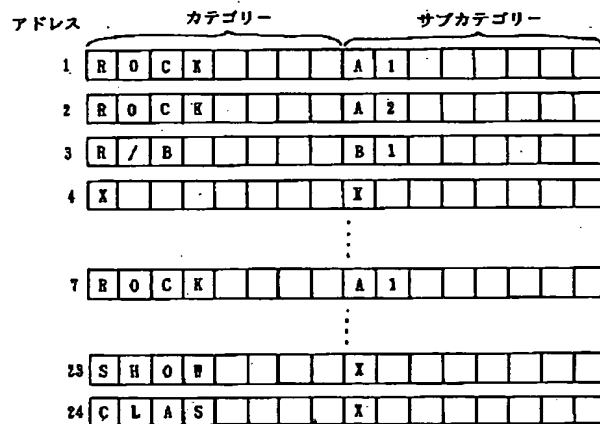 アドレス カテゴリー サブカテゴリー
1 R O C K A 1
2 R O C K A 2
3 R / B B 1
4 X X
7 R O C K A 1
23 S H O W X
24 C L A S X